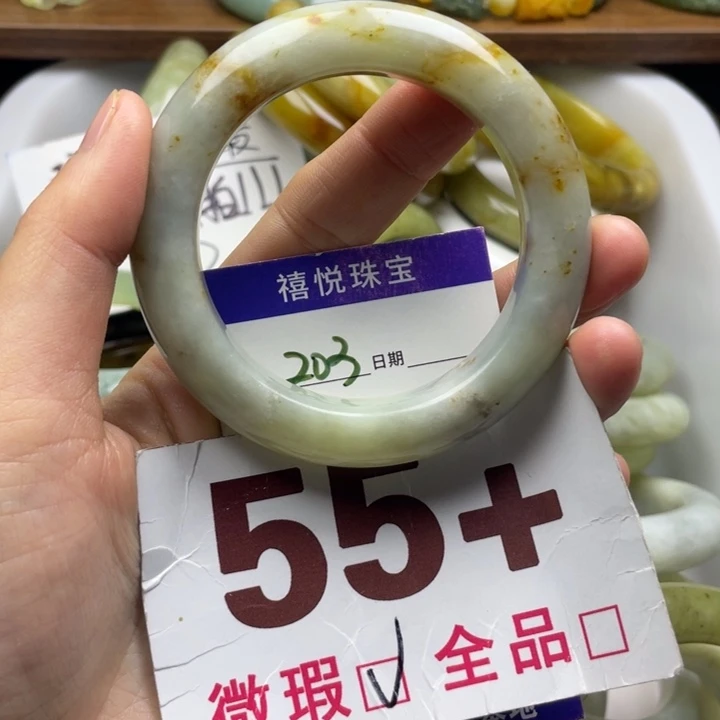 禧悦珠宝
203 日期
55+
微瑕☑ 全品☐